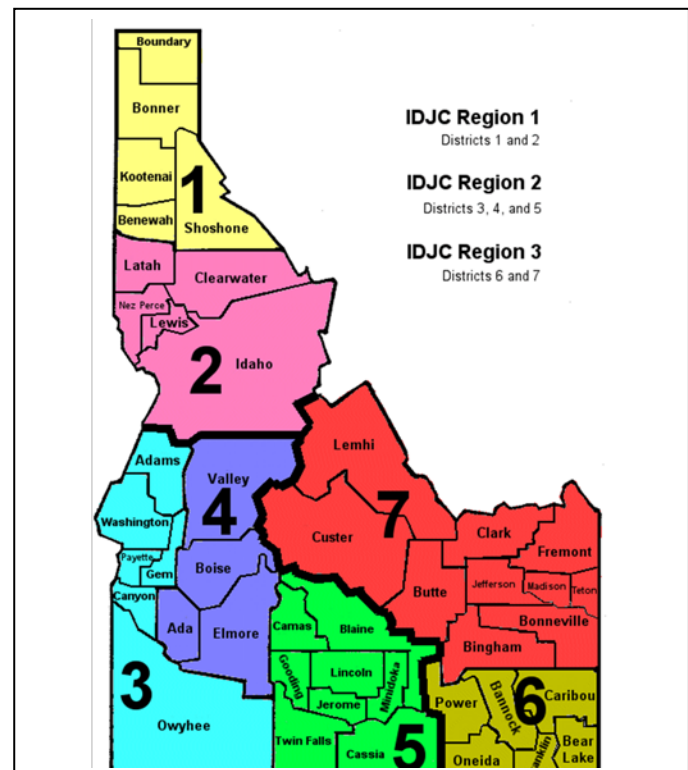 Boundary
Bonner
IDJC Region 1
Districts 1 and 2
Kootenai
1
IDJC Region 2
Districts 3, 4, and 5
Benewah
Shoshone
IDJC Region 3
Districts 6 and 7
Latah
Clearwater
Nez Perce
Lewis
2
Idaho
Lemhi
Adams
Valley
7
4
Washington
Custer
Clark
Fremont
Payette
Gem
Boise
Butte
Jefferson
Madison
Teton
Canyon
Ada
Elmore
Camas
Blaine
Bonneville
Bingham
3
Gooding
Lincoln
Minidoka
Jerome
Power
Bannock
6
Caribou
Owyhee
Twin Falls
Cassia
5
Oneida
anklin
Bear
Lake